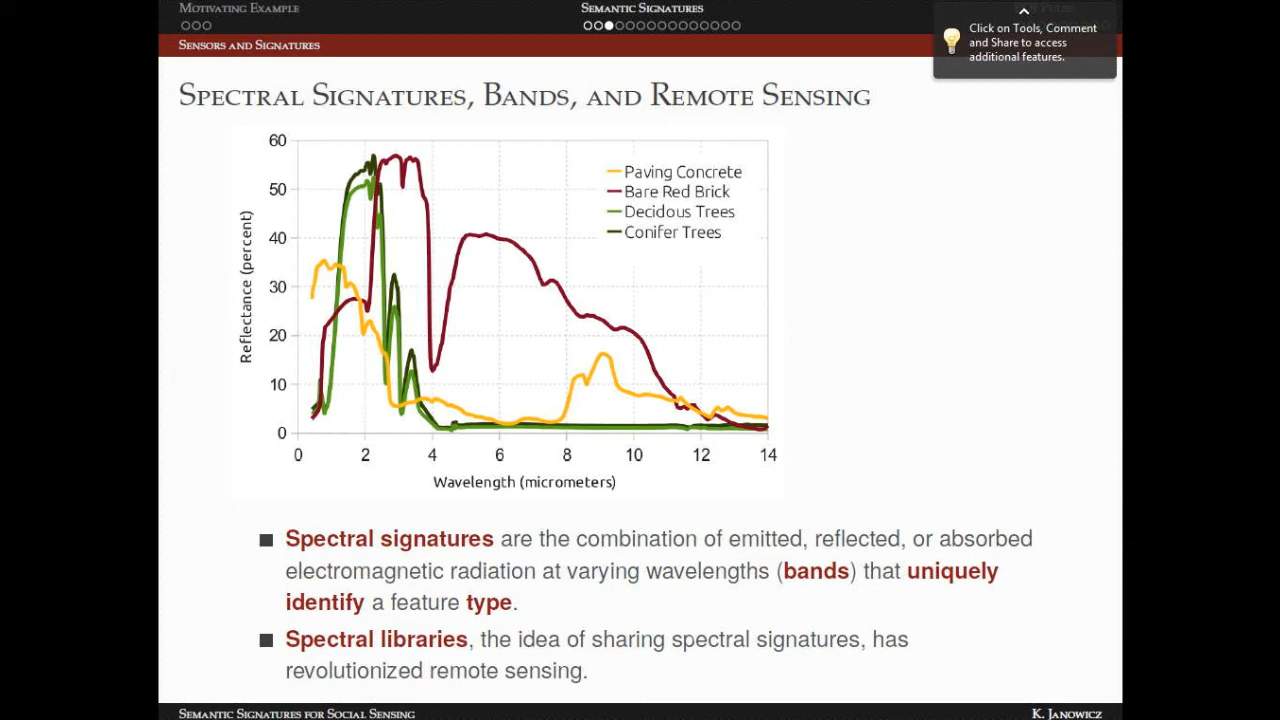 MOTIVATING EXAMPLE
SEMANTIC SIGNATURES
Click on Tools, Comment
and Share to access
additional features.
SENSORS AND SIGNATURES
SPECTRAL SIGNATURES, BANDS, AND REMOTE SENSING
60
50
40
30
20
10
0
Reflectance (percent)
Paving Concrete
Bare Red Brick
Decidous Trees
Conifer Trees
0 2 4 6 8 10 12 14
Wavelength (micrometers)
Spectral signatures are the combination of emitted, reflected, or absorbed
electromagnetic radiation at varying wavelengths (bands) that uniquely
identify a feature type.
Spectral libraries, the idea of sharing spectral signatures, has
revolutionized remote sensing.
SEMANTIC SIGNATURES FOR SOCIAL SENSING
K. JANOWICZ